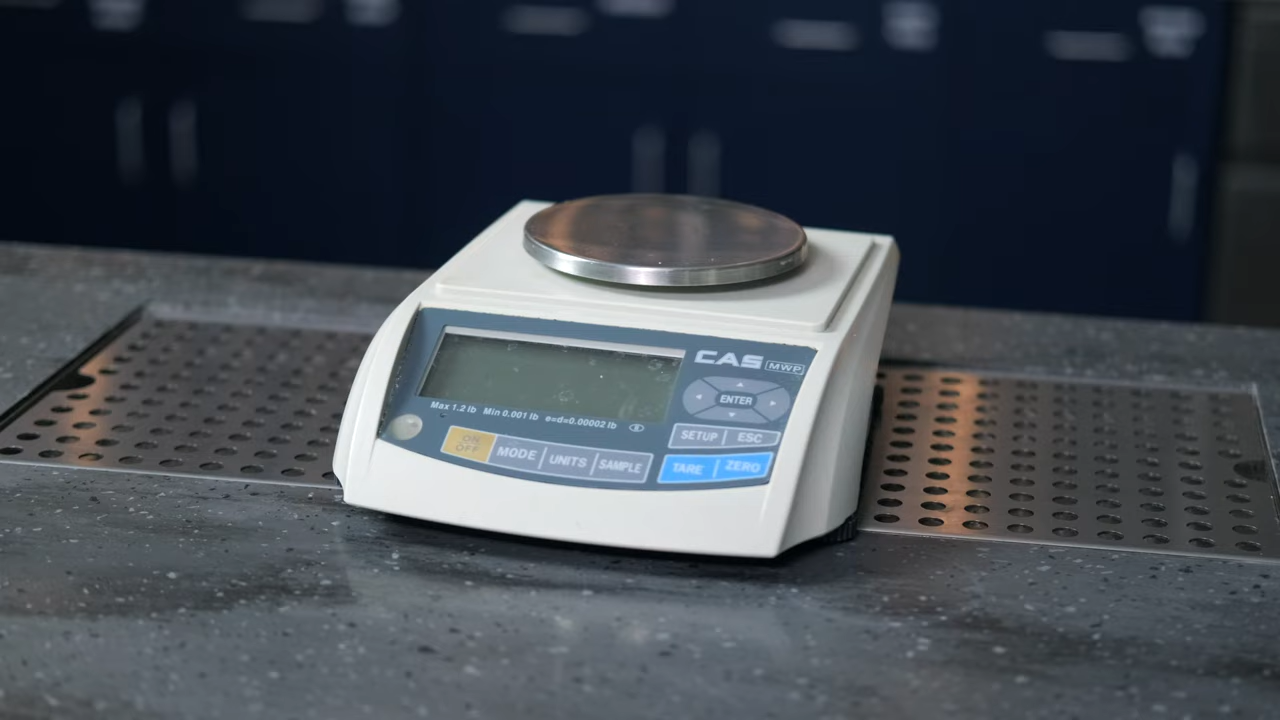 CAS MWP
ENTER
Max 1.2 lb Min 0.001 lb e=d=0.00002 lb
SETUP ESC
ON
OFF
MODE UNITS SAMPLE
TARE ZERO